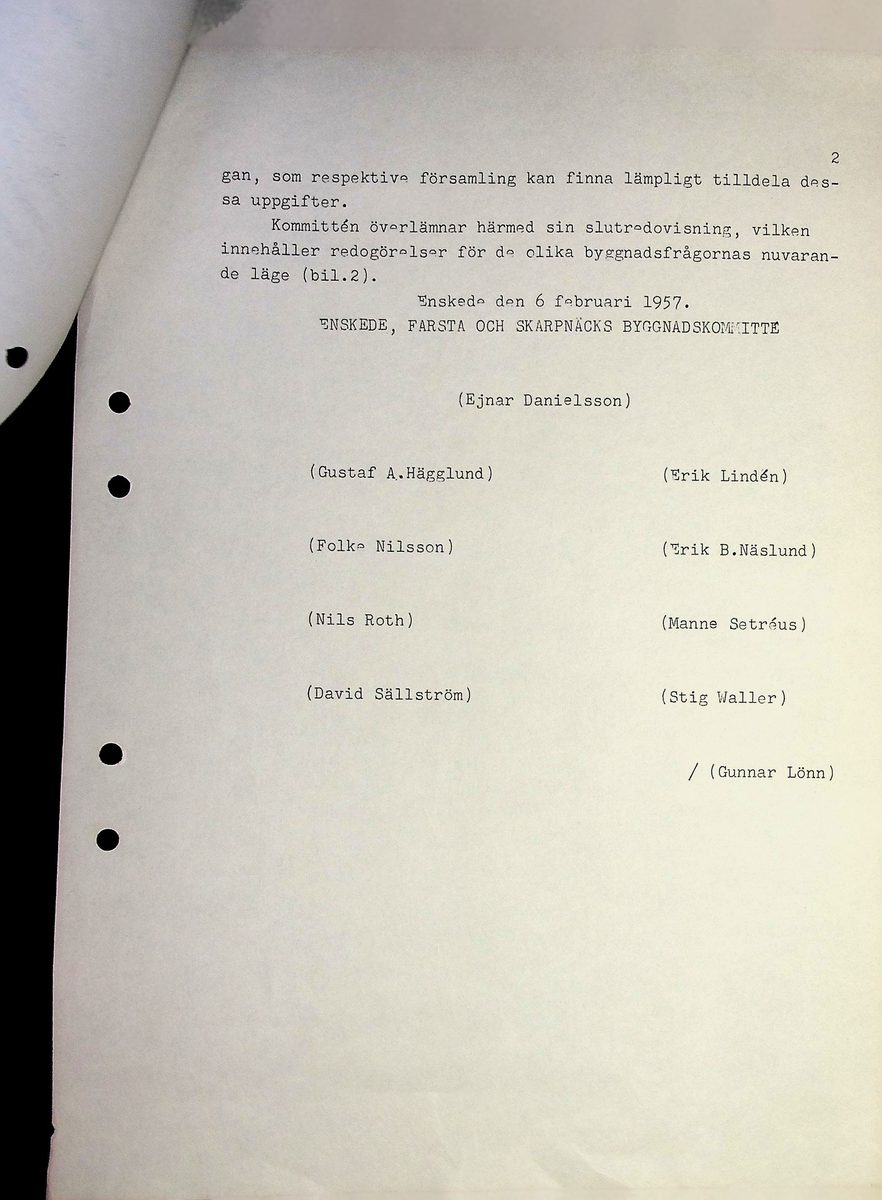 2
gan, som respektive församling kan finna lämpligt tilldela des-
sa uppgifter.
Kommittén överlämnar härmed sin slutredovisning, vilken
innehåller redogörelser för de olika byggnadsfrågornas nuvaran-
de läge (bil.2).
Enskede den 6 februari 1957.
ENSKEDE, FARSTA OCH SKARPNÄCKS BYGGNADSKOMMITTÉ
(Ejnar Danielsson)
(Gustaf A.Hägglund) (Erik Lindén)
(Folke Nilsson) (Erik B.Näslund)
(Nils Roth) (Manne Setréus)
(David Sällström) (Stig Waller)
/ (Gunnar Lönn)